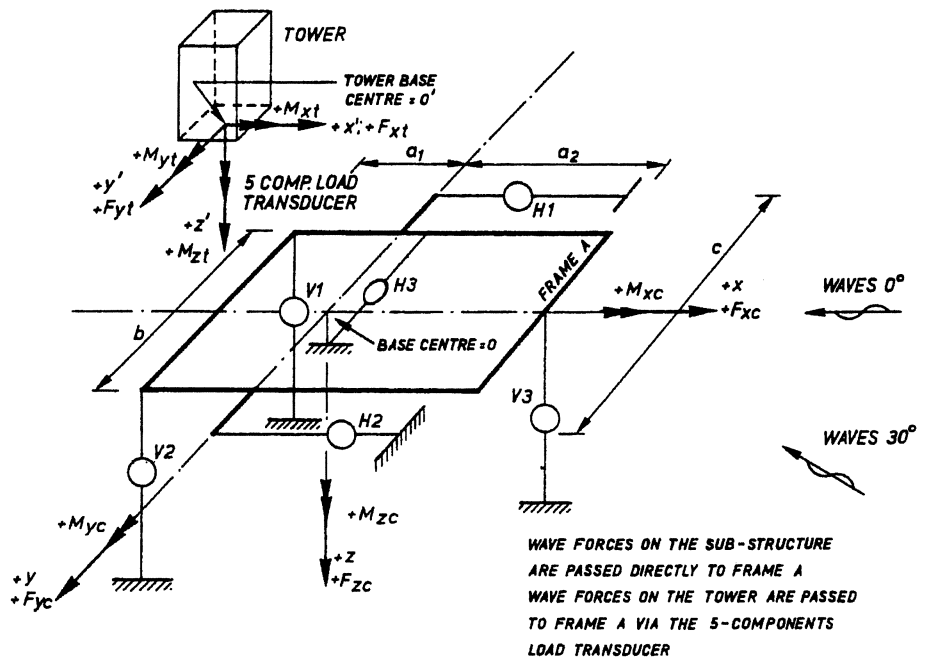 TOWER
TOWER BASE
CENTRE = 0'
+Mxt
+x'; + Fxt
+Myt
+y'
+Fyt
5 COMP. LOAD
TRANSDUCER
+z'
+Mzt
a1
a2
H1
c
FRAME A
V1
H3
b
+Mxc
+x
+Fxc
WAVES 0°
BASE CENTRE = 0
V3
H2
V2
WAVES 30°
+Myc
+Mzc
+y
+Fyc
+z
+Fzc
WAVE FORCES ON THE SUB-STRUCTURE
ARE PASSED DIRECTLY TO FRAME A
WAVE FORCES ON THE TOWER ARE PASSED
TO FRAME A VIA THE 5-COMPONENTS
LOAD TRANSDUCER